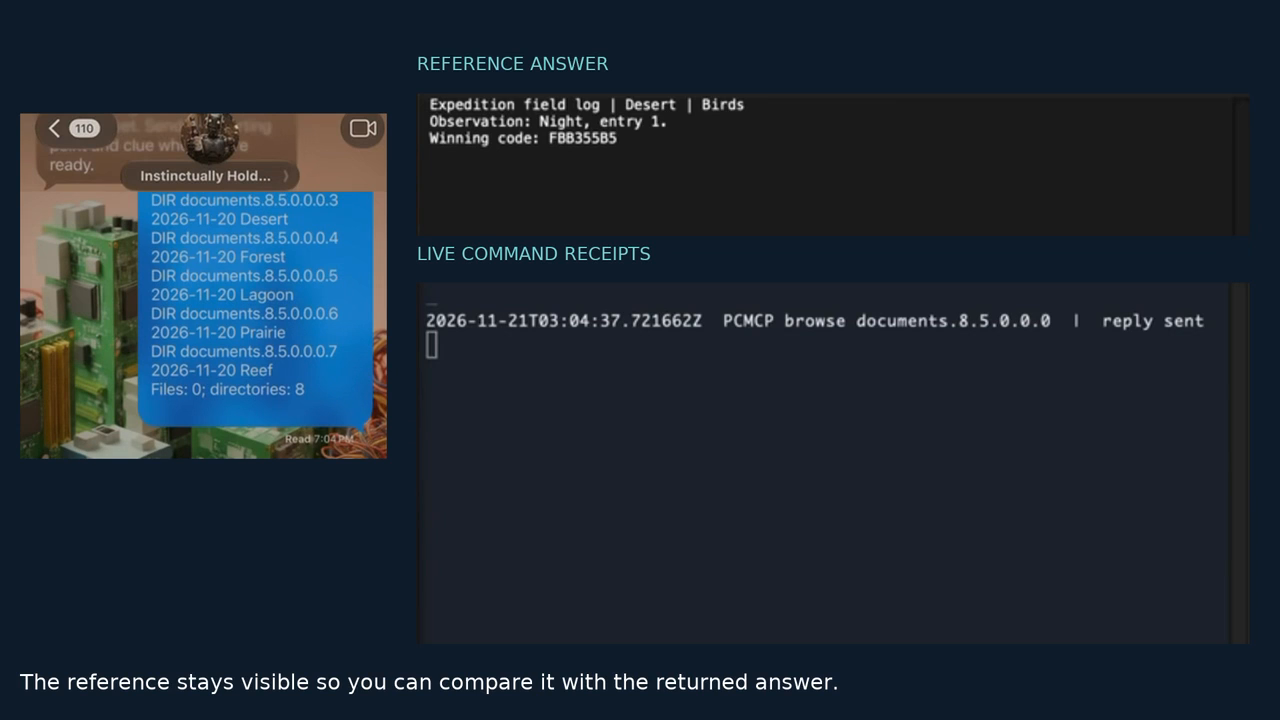 110
ready.
Instinctually Hold...
DIR documents.8.5.0.0.0.3
2026-11-20 Desert
DIR documents.8.5.0.0.0.4
2026-11-20 Forest
DIR documents.8.5.0.0.0.5
2026-11-20 Lagoon
DIR documents.8.5.0.0.0.6
2026-11-20 Prairie
DIR documents.8.5.0.0.0.7
2026-11-20 Reef
Files: 0; directories: 8
Read 7:04 PM
REFERENCE ANSWER
Expedition field log | Desert | Birds
Observation: Night, entry 1.
Winning code: FBB355B5
LIVE COMMAND RECEIPTS
2026-11-21T03:04:37.721662Z PCMCP browse documents.8.5.0.0.0 | reply sent
The reference stays visible so you can compare it with the returned answer.